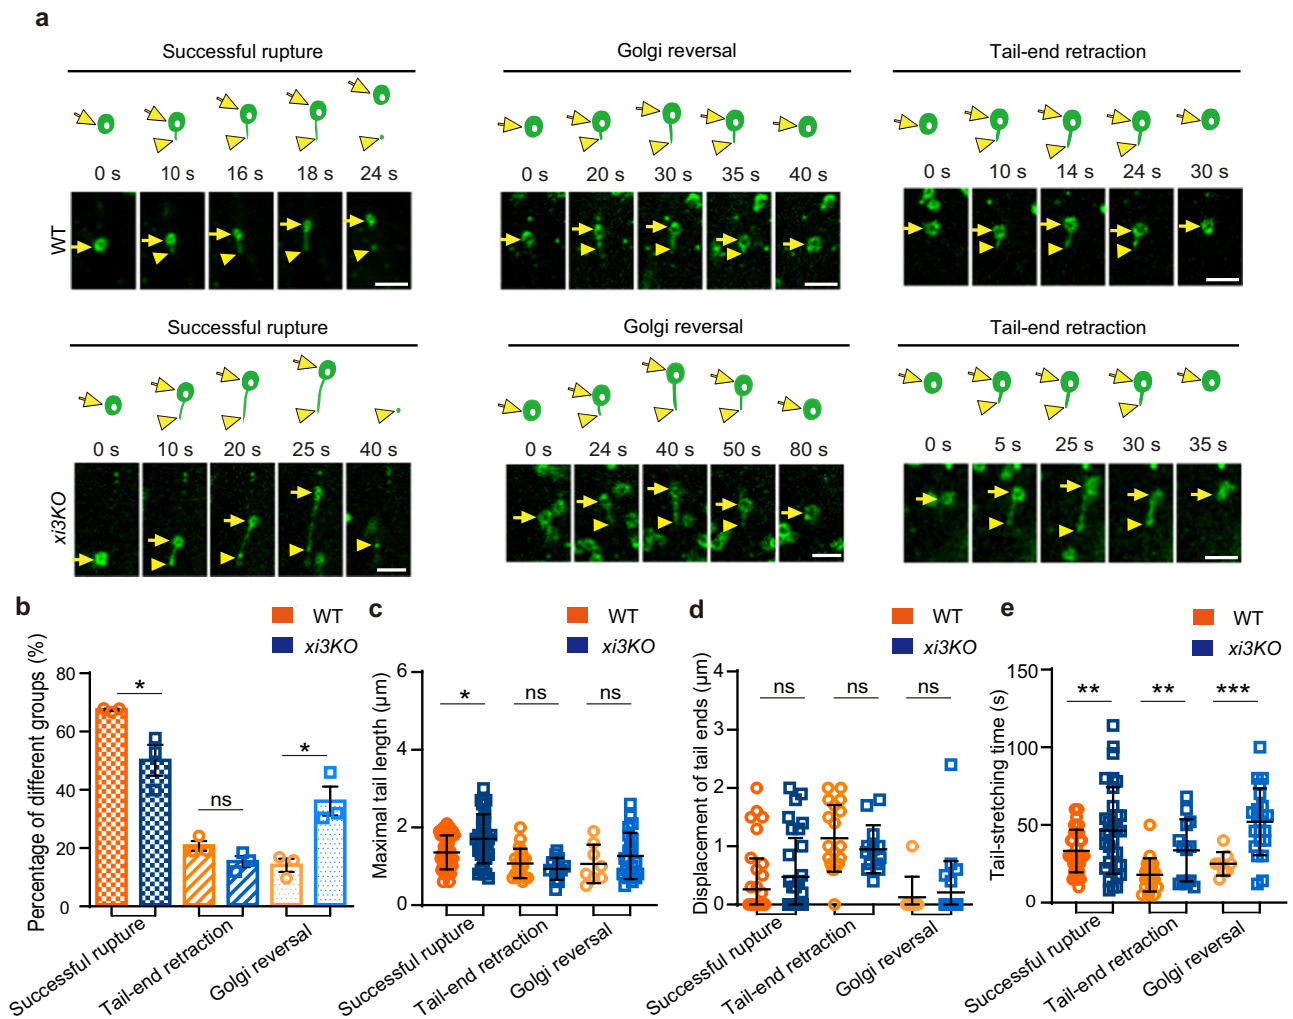 a
Successful rupture
Golgi reversal
Tail-end retraction
0 s 10 s 16 s 18 s 24 s
0 s 20 s 30 s 35 s 40 s
0 s 10 s 14 s 24 s 30 s
WT
Successful rupture
Golgi reversal
Tail-end retraction
0 s 10 s 20 s 25 s 40 s
0 s 24 s 40 s 50 s 80 s
0 s 5 s 25 s 30 s 35 s
xi3KO
b
WT
xi3KO
Percentage of different groups (%)
80
60
40
20
0
*
ns
*
Successful rupture
Tail-end retraction
Golgi reversal
c
WT
xi3KO
Maximal tail length (μm)
6
4
2
0
*
ns
ns
Successful rupture
Tail-end retraction
Golgi reversal
d
WT
xi3KO
Displacement of tail ends (μm)
4
3
2
1
0
ns
ns
ns
Successful rupture
Tail-end retraction
Golgi reversal
e
WT
xi3KO
Tail-stretching time (s)
150
100
50
0
**
**
***
Successful rupture
Tail-end retraction
Golgi reversal